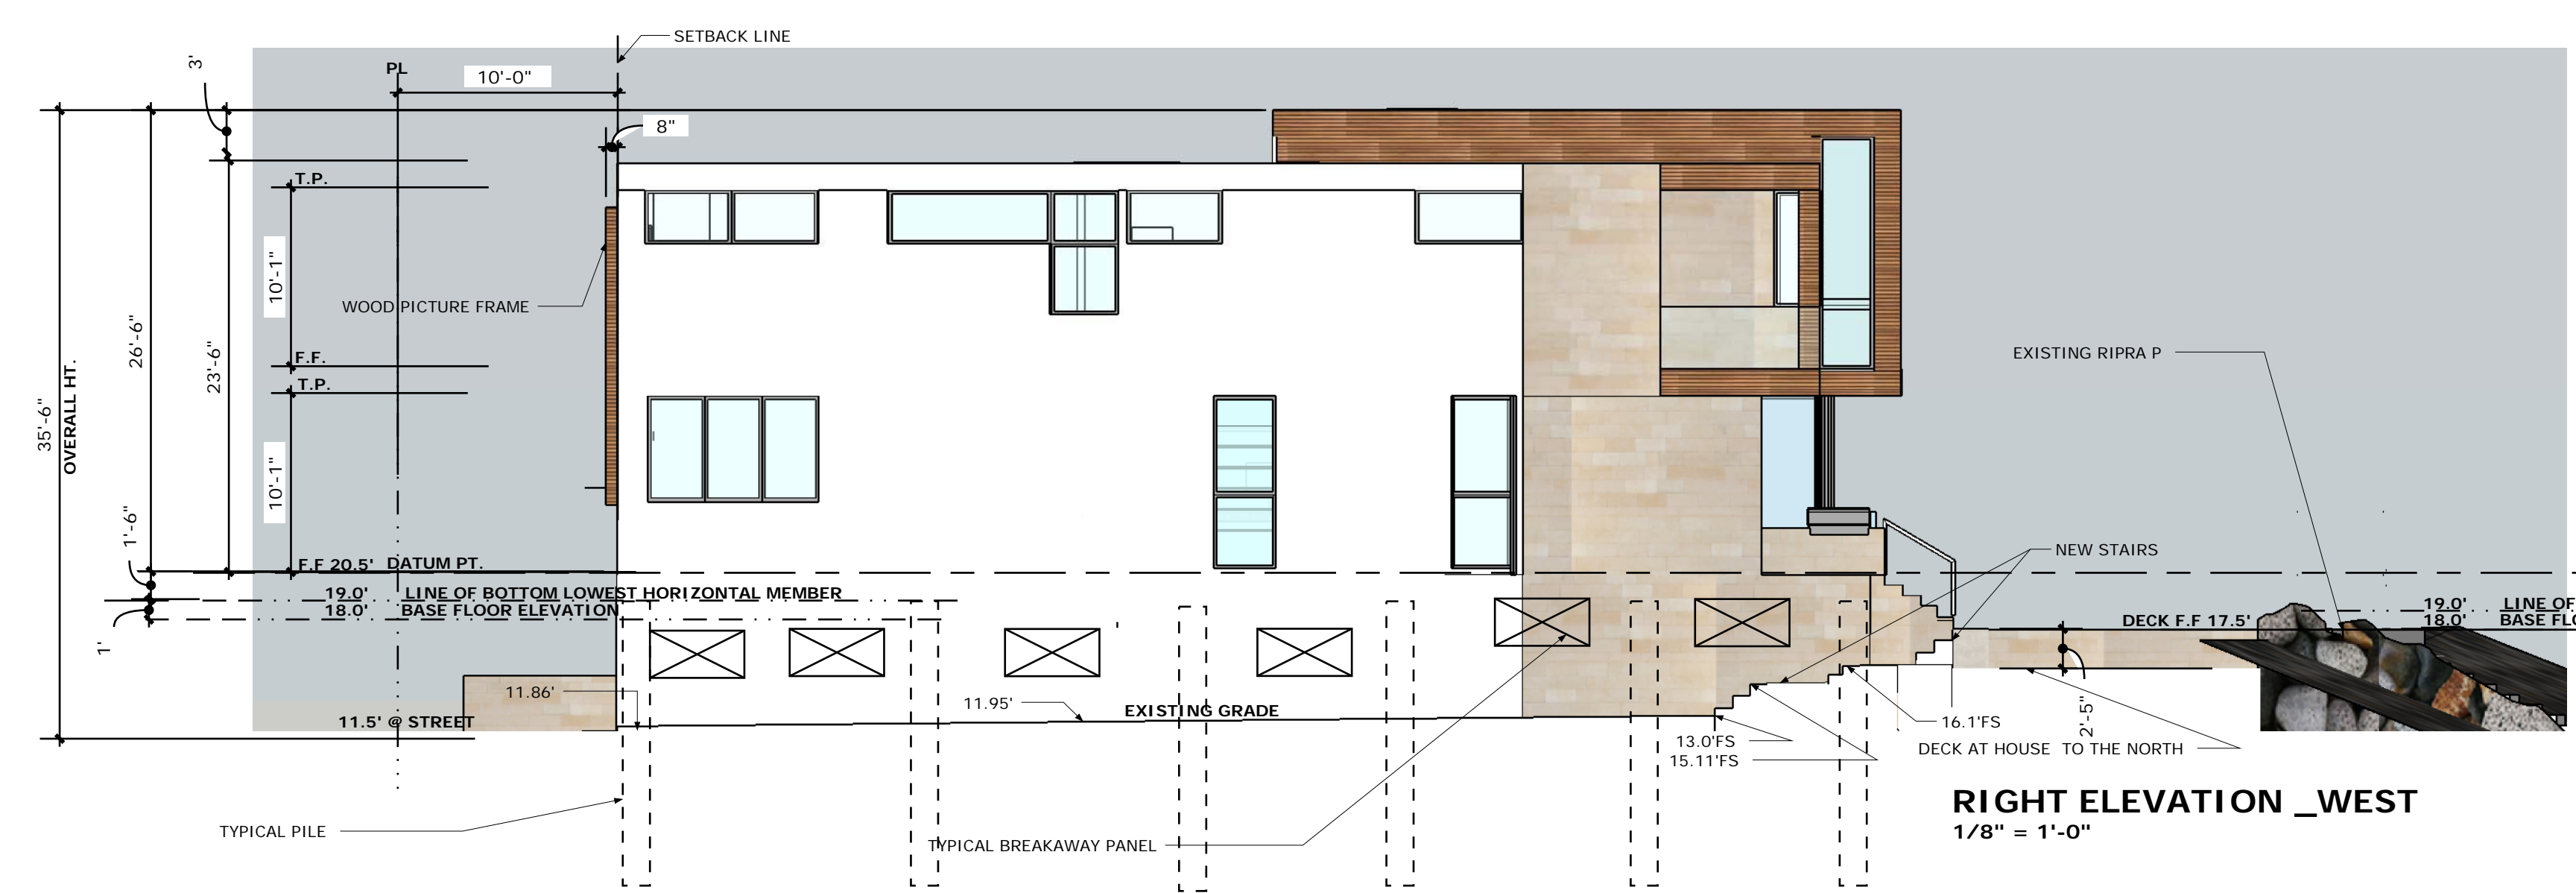 SETBACK LINE
3'
PL
10'-0"
8"
T.P.
10'-1"
WOOD PICTURE FRAME
26'-6"
23'-6"
F.F.
T.P.
EXISTING RIPRA P
35'-6"
OVERALL HT.
10'-1"
1'-6"
NEW STAIRS
F.F 20.5' DATUM PT.
19.0' LINE OF BOTTOM LOWEST HORIZONTAL MEMBER
18.0' BASE FLOOR ELEVATION
19.0' LINE OF
18.0' BASE FLO
DECK F.F 17.5'
1'
11.86'
11.95'
EXISTING GRADE
11.5' @ STREET
16.1'FS
2'-5"
13.0'FS
15.11'FS
DECK AT HOUSE TO THE NORTH
TYPICAL PILE
TYPICAL BREAKAWAY PANEL
RIGHT ELEVATION _WEST
1/8" = 1'-0"